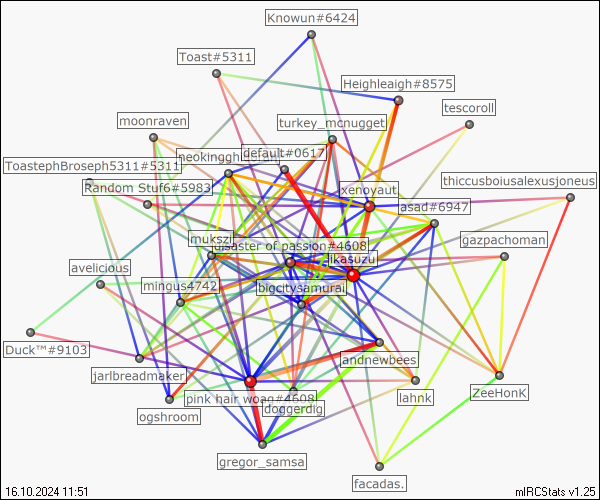 Knowun#6424
Toast#5311
Heighleaigh#8575
tescoroll
moonraven
turkey_mcnugget
default#0617
ToastephBroseph5311#5311
xenoyaut
thiccusboiusalexusjoneus
Random Stuf6#5983
asad#6947
mukszi
disaster of passion#4608
gazpachoman
ikasuzu
avelicious
mingus4742
bigcitysamurai
Duck™#9103
jarlbreadmaker
andnewbees
ogshroom
pink hair woag#4608
doggerdig
lahnk
ZeeHonK
gregor_samsa
facadas.
16.10.2024 11:51
mIRCStats v1.25